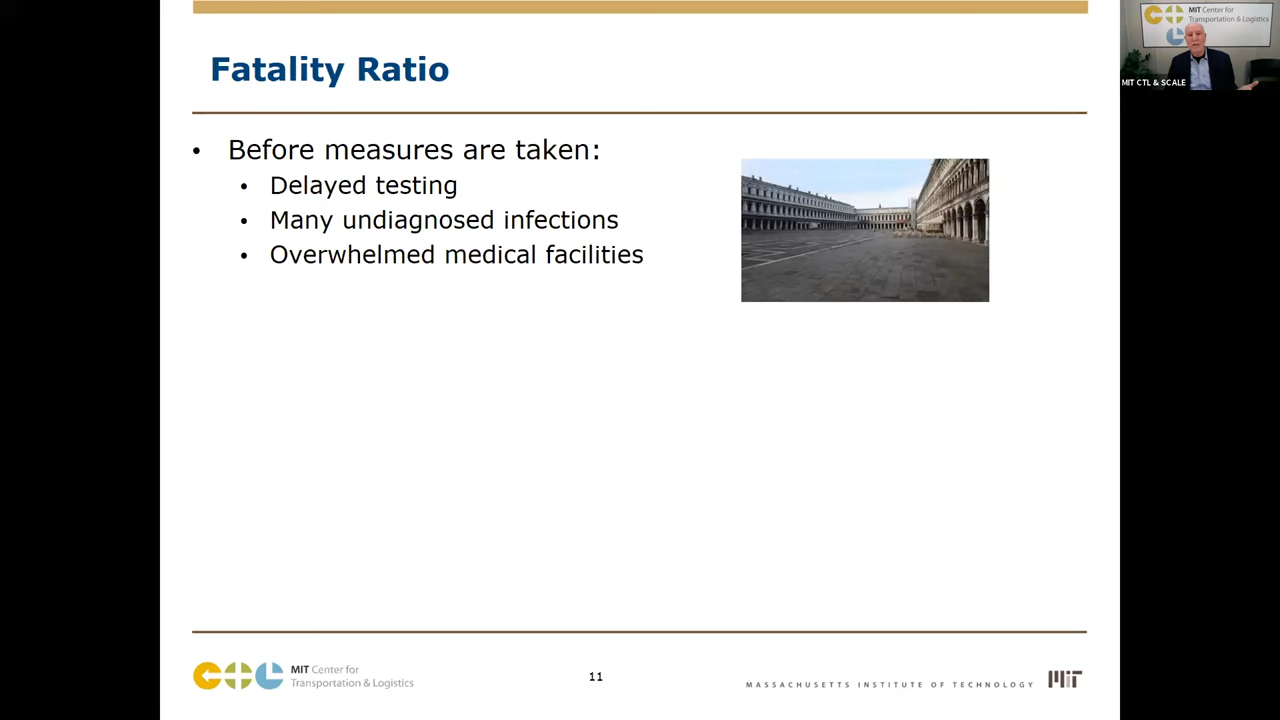 Fatality Ratio
• Before measures are taken:
• Delayed testing
• Many undiagnosed infections
• Overwhelmed medical facilities
MIT Center for
Transportation & Logistics
11
MASSACHUSETTS INSTITUTE OF TECHNOLOGY
MIT
MIT Center for
Transportation & Logistics
MIT CTL & SCALE